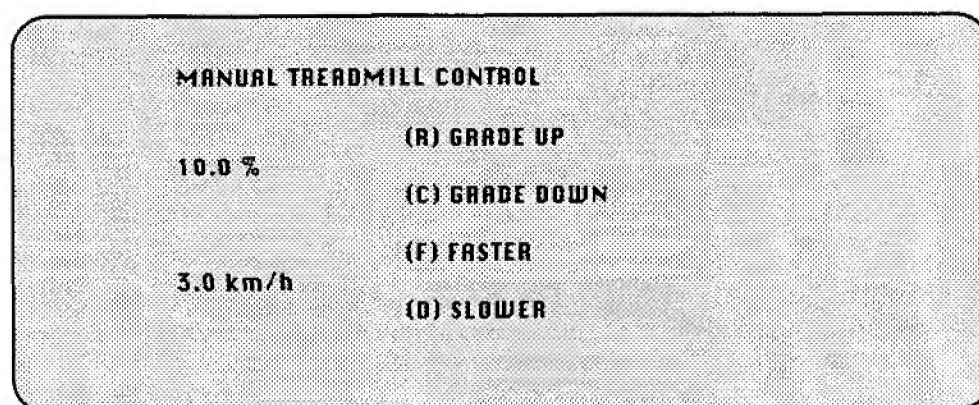 MANUAL TREADMILL CONTROL
(A) GRADE UP
10.0 %
(C) GRADE DOWN
(F) FASTER
3.0 km/h
(D) SLOWER